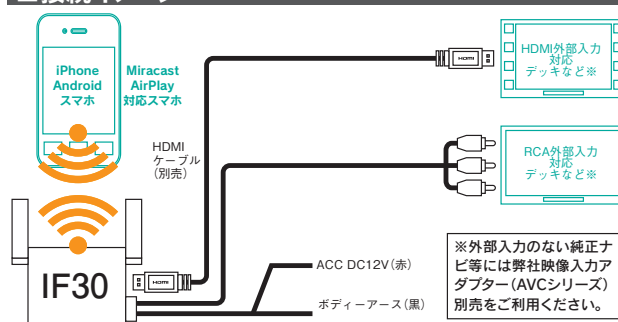 接続イメージ
iPhone
Android
スマホ
Miracast
AirPlay
対応スマホ
HDMI
ケーブル
(別売)
HDMI
HDMI外部入力
対応
デッキなど※
RCA外部入力
対応
デッキなど※
IF30
HDMI
ACC DC12V(赤)
ボディーアース(黒)
※外部入力のない純正ナ
ビ等には弊社映像入力ア
ダプター(AVCシリーズ)
別売をご利用ください。